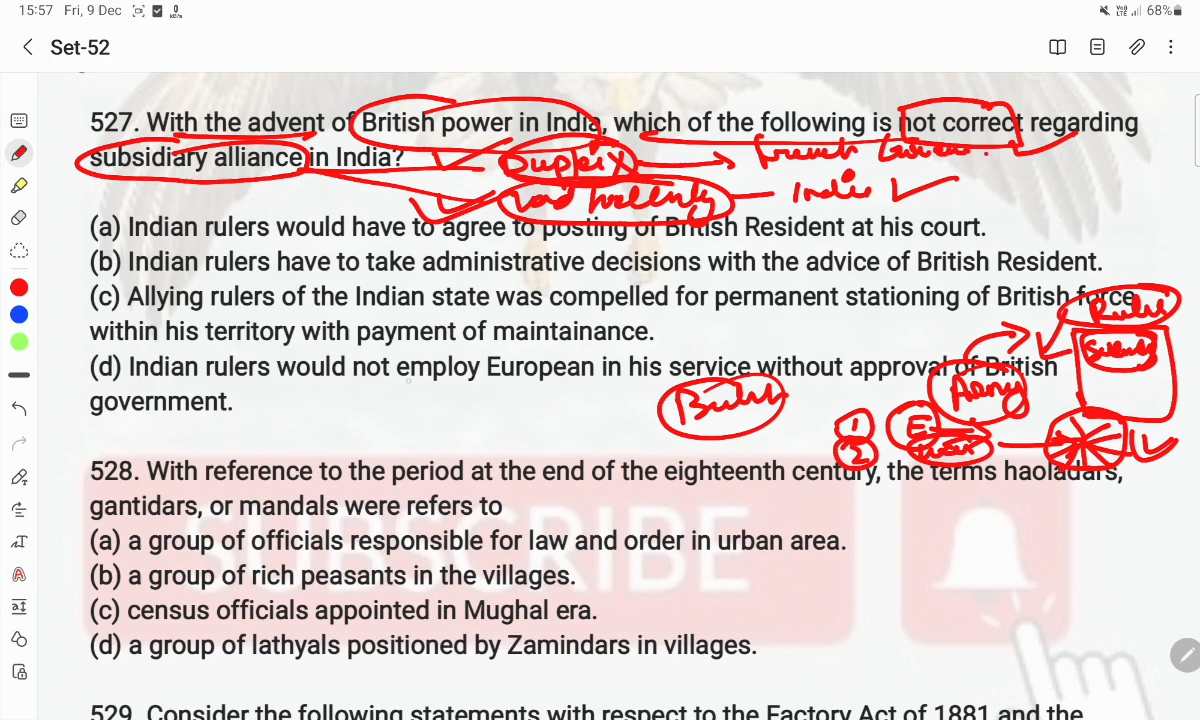 15:57 Fri, 9 Dec 0 KB/s Vo) LTE 68%
Set-52
527. With the advent of British power in India, which of the following is not correct regarding
subsidiary alliance in India?
Duplix French
Lord India
(a) Indian rulers would have to agree to posting of British Resident at his court.
(b) Indian rulers have to take administrative decisions with the advice of British Resident.
(c) Allying rulers of the Indian state was compelled for permanent stationing of British force
within his territory with payment of maintainance.
Ruler
(d) Indian rulers would not employ European in his service without approval of British
government.
Army
1 E
2
528. With reference to the period at the end of the eighteenth century, the terms haoladars,
gantidars, or mandals were refers to
(a) a group of officials responsible for law and order in urban area.
(b) a group of rich peasants in the villages.
(c) census officials appointed in Mughal era.
(d) a group of lathyals positioned by Zamindars in villages.
SUBSCRIBE
529. Consider the following statements with respect to the Factory Act of 1881 and the